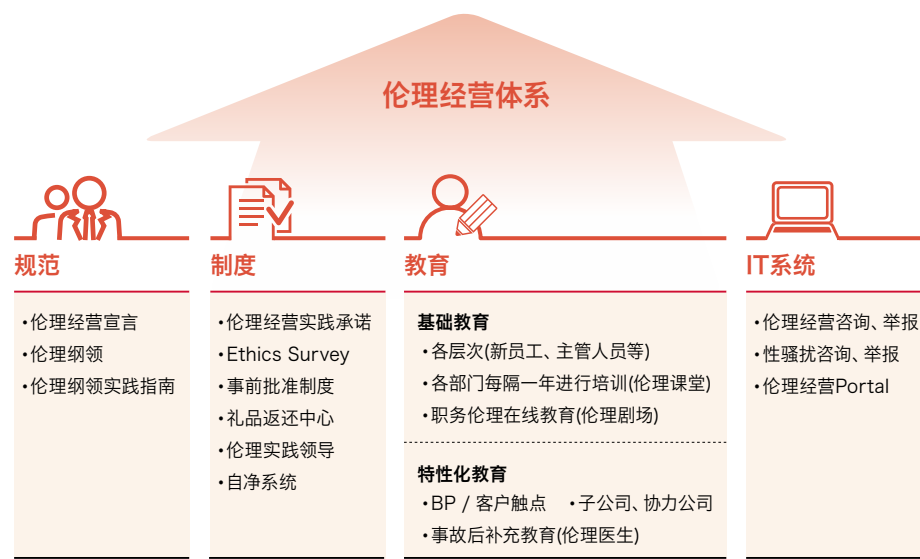 伦理经营体系
规范
·伦理经营宣言
·伦理纲领
·伦理纲领实践指南
制度
·伦理经营实践承诺
·Ethics Survey
·事前批准制度
·礼品返还中心
·伦理实践领导
·自净系统
教育
基础教育
·各层次(新员工、主管人员等)
·各部门每隔一年进行培训(伦理课堂)
·职务伦理在线教育(伦理剧场)
特性化教育
·BP / 客户触点 ·子公司、协力公司
·事故后补充教育(伦理医生)
IT系统
·伦理经营咨询、举报
·性骚扰咨询、举报
·伦理经营Portal